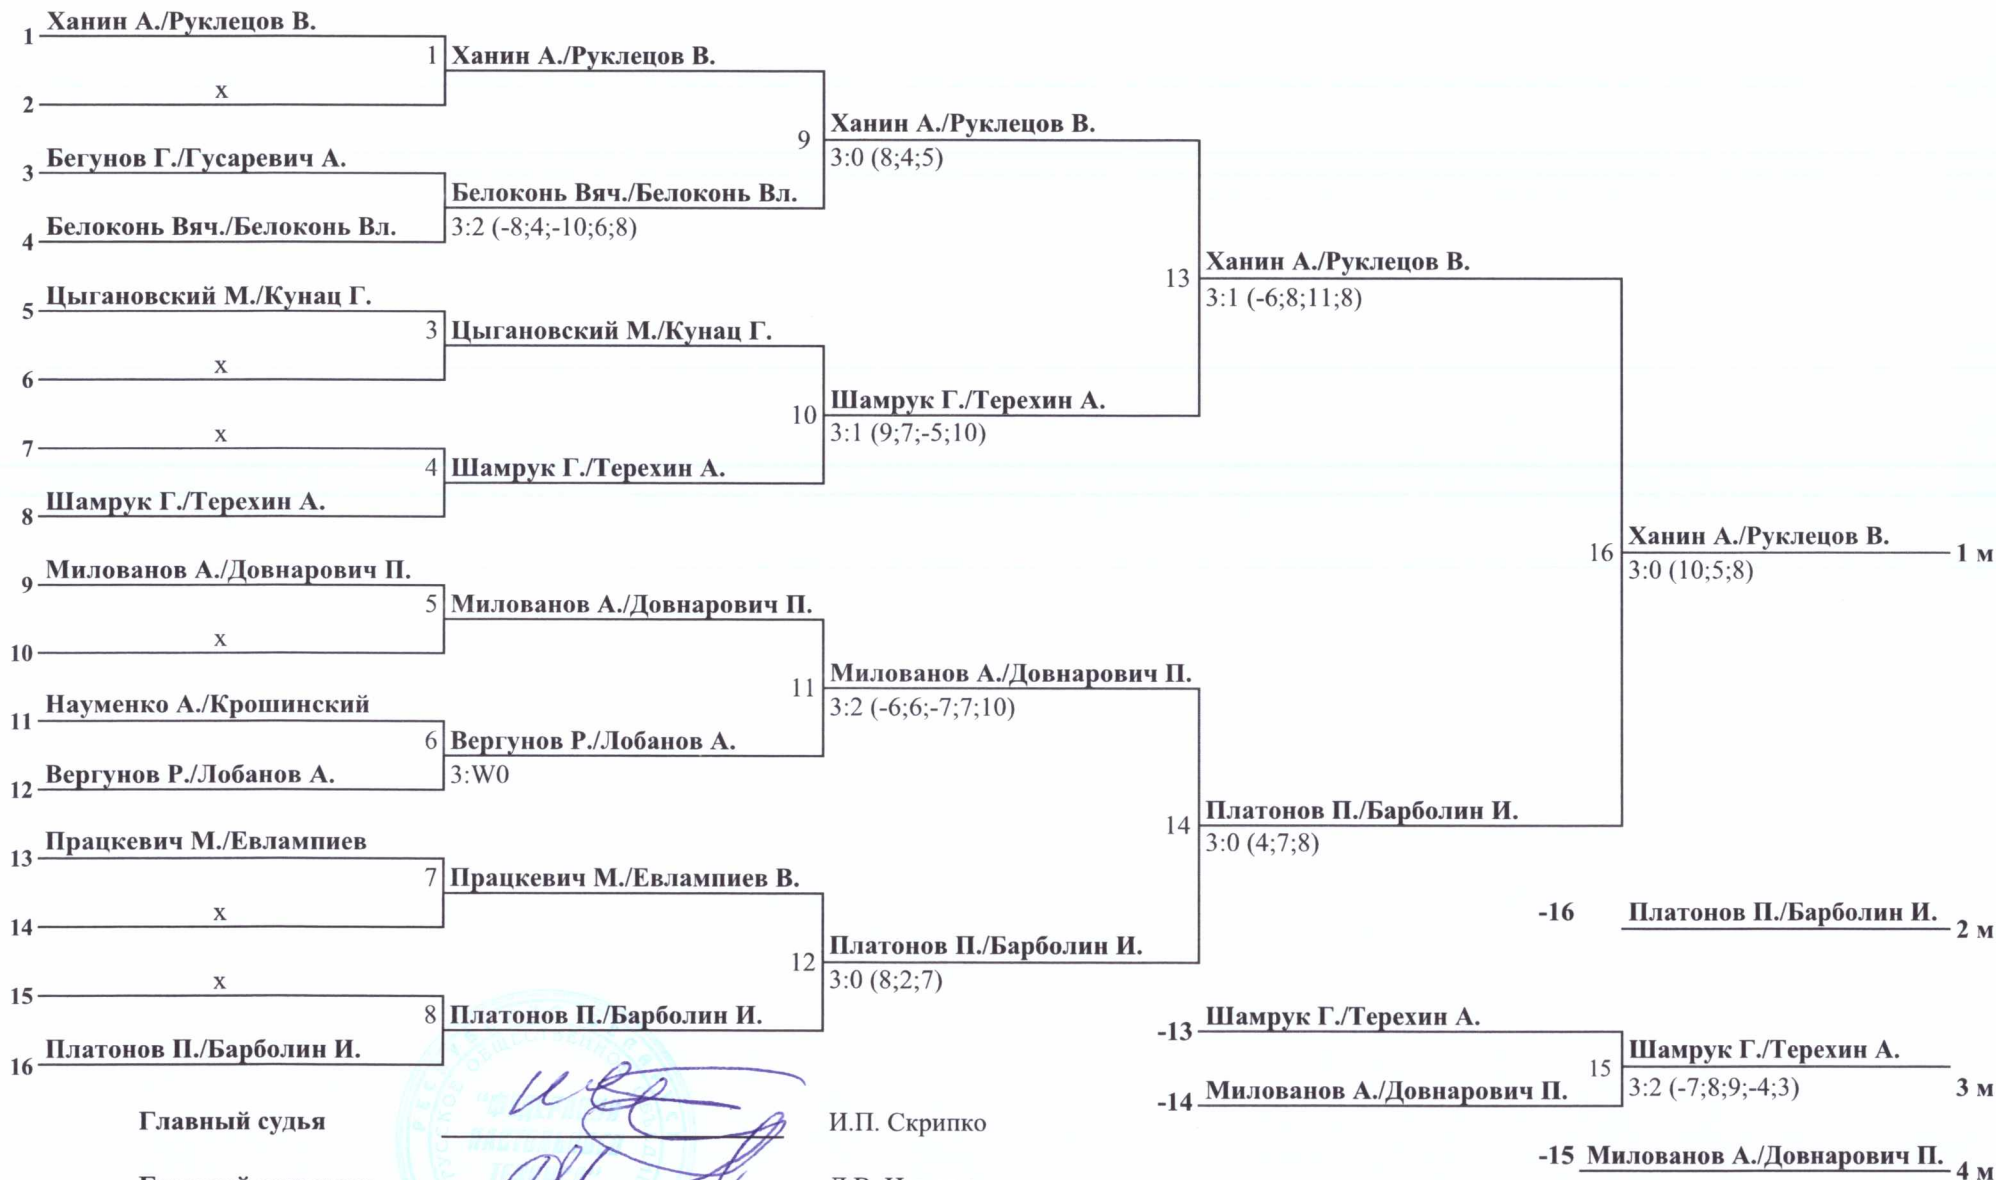 1 Ханин А./Руклецов В.
1 Ханин А./Руклецов В.
2 х
9 Ханин А./Руклецов В.
3:0 (8;4;5)
3 Бегунов Г./Гусаревич А.
Белоконь Вяч./Белоконь Вл.
4 Белоконь Вяч./Белоконь Вл.
3:2 (-8;4;-10;6;8)
13 Ханин А./Руклецов В.
3:1 (-6;8;11;8)
5 Цыгановский М./Кунац Г.
3 Цыгановский М./Кунац Г.
6 х
10 Шамрук Г./Терехин А.
3:1 (9;7;-5;10)
7 х
4 Шамрук Г./Терехин А.
8 Шамрук Г./Терехин А.
16 Ханин А./Руклецов В. 1 м
3:0 (10;5;8)
9 Милованов А./Довнарович П.
5 Милованов А./Довнарович П.
10 х
11 Милованов А./Довнарович П.
3:2 (-6;6;-7;7;10)
11 Науменко А./Крошинский
6 Вергунов Р./Лобанов А.
12 Вергунов Р./Лобанов А.
3:W0
14 Платонов П./Барболин И.
3:0 (4;7;8)
13 Працкевич М./Евлампиев
7 Працкевич М./Евлампиев В.
14 х
-16 Платонов П./Барболин И. 2 м
12 Платонов П./Барболин И.
3:0 (8;2;7)
15 х
8 Платонов П./Барболин И.
16 Платонов П./Барболин И.
-13 Шамрук Г./Терехин А.
15 Шамрук Г./Терехин А. 3 м
3:2 (-7;8;9;-4;3)
-14 Милованов А./Довнарович П.
Главный судья И.П. Скрипко
-15 Милованов А./Довнарович П. 4 м